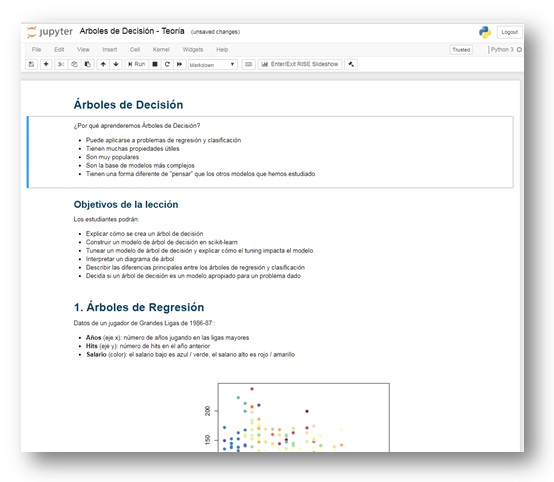 jupyter Arboles de Decisión - Teoría (unsaved changes) Logout
File Edit View Insert Cell Kernel Widgets Help Trusted Python 3
Run Markdown Enter/Exit RISE Slideshow
Árboles de Decisión
¿Por qué aprenderemos Árboles de Decisión?
Puede aplicarse a problemas de regresión y clasificación
Tienen muchas propiedades útiles
Son muy populares
Son la base de modelos más complejos
Tienen una forma diferente de "pensar" que los otros modelos que hemos estudiado
Objetivos de la lección
Los estudiantes podrán:
Explicar cómo se crea un árbol de decisión
Construir un modelo de árbol de decisión en scikit-learn
Tunear un modelo de árbol de decisión y explicar cómo el tuning impacta el modelo.
Interpretar un diagrama de árbol
Describir las diferencias principales entre los árboles de regresión y clasificación
Decida si un árbol de decisión es un modelo apropiado para un problema dado
1. Árboles de Regresión
Datos de un jugador de Grandes Ligas de 1986-87::
Años (eje x): número de años jugando en las ligas mayores
Hits (eje y): número de hits en el año anterior
Salario (color): el salario bajo es azul / verde, el salario alto es rojo / amarillo
200
150